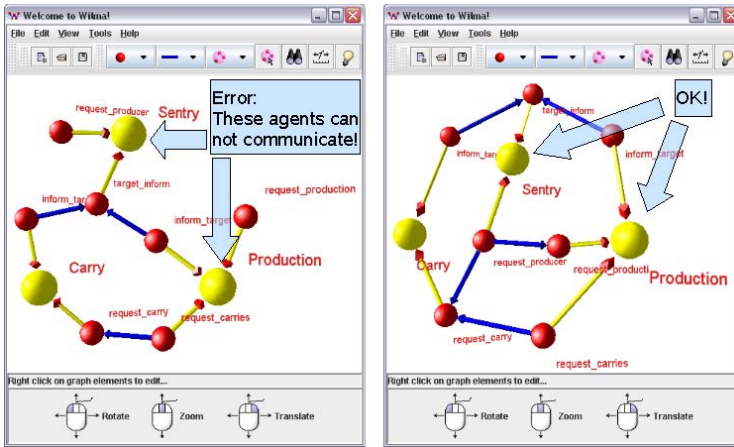 Welcome to Wilma!
File Edit View Tools Help
Error:
These agents can
not communicate!
request_producer
Sentry
target_inform
request_production
inform_ta
inform_target
Carry
Production
request_carry
request_carries
Right click on graph elements to edit...
Rotate
Zoom
Translate
Welcome to Wilma!
File Edit View Tools Help
OK!
target_inform
inform_targ
inform_target
Sentry
Carry
request_producer
request_producti
Production
request_carry
request_carries
Right click on graph elements to edit...
Rotate
Zoom
Translate